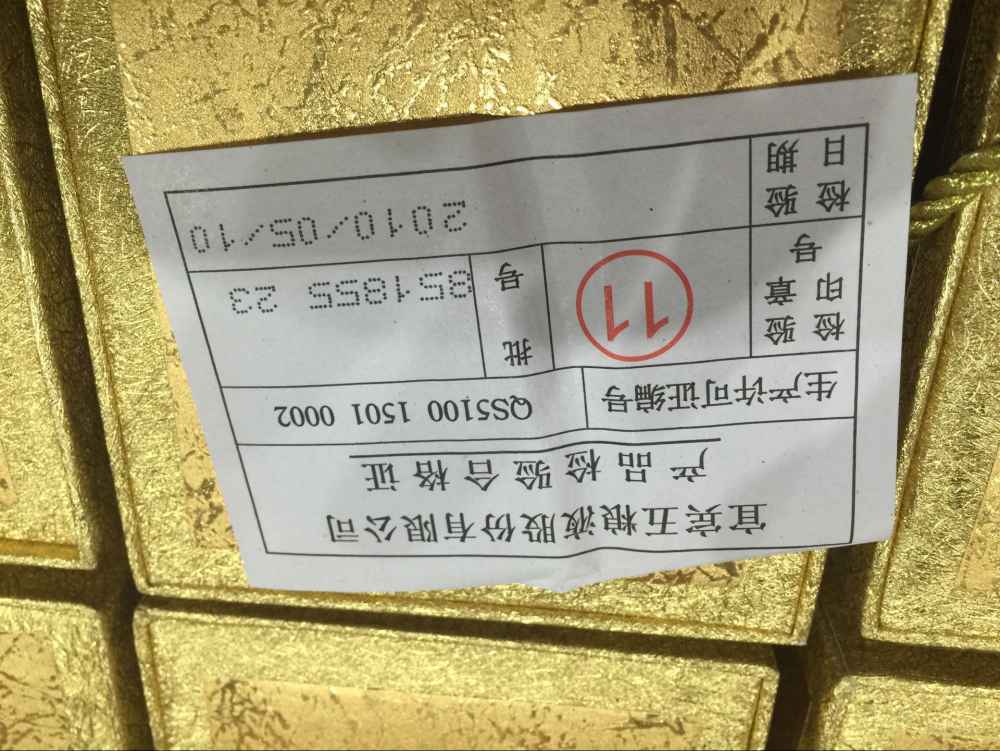 宜宾五粮液股份有限公司
产品检验合格证
生产许可证编号 QS5100 1501 0002
检验印章号 11 批号 851855 23
检验日期 2010/05/10